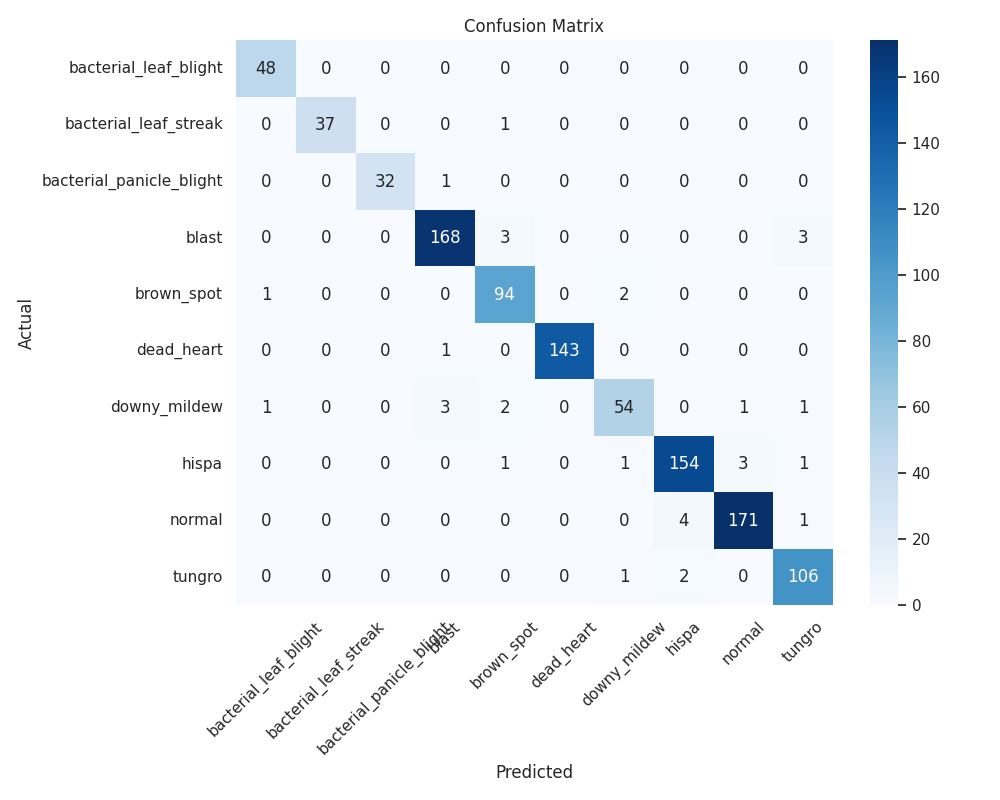 Confusion Matrix
bacterial_leaf_blight 48 0 0 0 0 0 0 0 0 0
bacterial_leaf_streak 0 37 0 0 1 0 0 0 0 0
bacterial_panicle_blight 0 0 32 1 0 0 0 0 0 0
blast 0 0 0 168 3 0 0 0 0 3
brown_spot 1 0 0 0 94 0 2 0 0 0
dead_heart 0 0 0 1 0 143 0 0 0 0
downy_mildew 1 0 0 3 2 0 54 0 1 1
hispa 0 0 0 0 1 0 1 154 3 1
normal 0 0 0 0 0 0 0 4 171 1
tungro 0 0 0 0 0 0 1 2 0 106
Actual
bacterial_leaf_blight
bacterial_leaf_streak
bacterial_panicle_blight
blast
brown_spot
dead_heart
downy_mildew
hispa
normal
tungro
Predicted
160
140
120
100
80
60
40
20
0